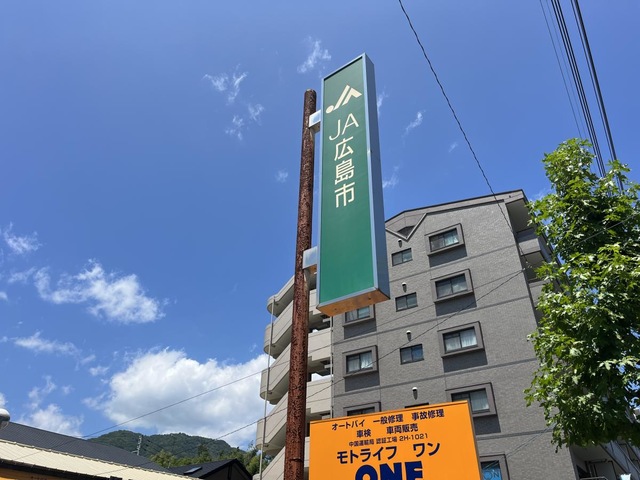 JA広島市
オートバイ 一般修理 事故修理
車検 車両販売
中国運輸局 認証工場 2H-1021
モトライフ ワン
ONE